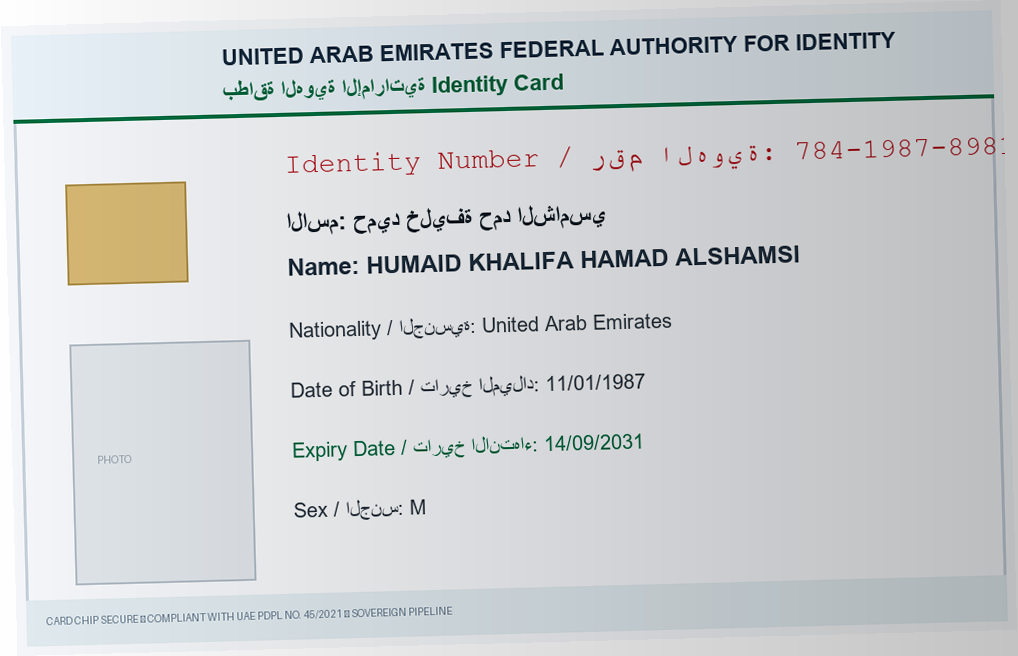 UNITED ARAB EMIRATES FEDERAL AUTHORITY FOR IDENTITY
بطاقة الهوية الإماراتية Identity Card
Identity Number / رقم الهوية: 784-1987-8981
الاسم: حميد خليفة حمد الشامسي
Name: HUMAID KHALIFA HAMAD ALSHAMSI
Nationality / الجنسية: United Arab Emirates
Date of Birth / تاريخ الميلاد: 11/01/1987
Expiry Date / تاريخ الانتهاء: 14/09/2031
Sex / الجنس: M
PHOTO
CARD CHIP SECURE COMPLIANT WITH UAE PDPL NO. 45/2021 SOVEREIGN PIPELINE